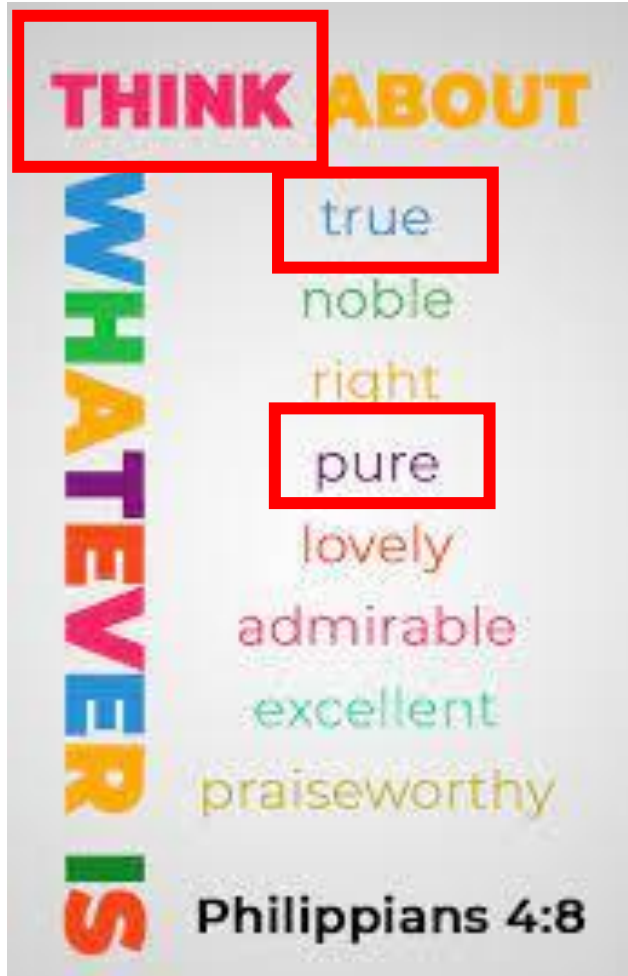 THINK ABOUT
WHATEVER IS
true
noble
right
pure
lovely
admirable
excellent
praiseworthy
Philippians 4:8